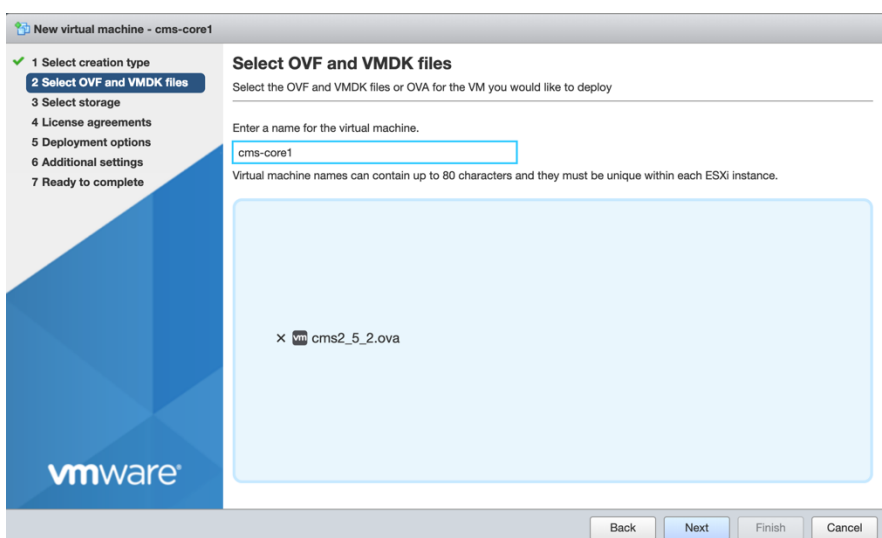 New virtual machine - cms-core1
1 Select creation type
2 Select OVF and VMDK files
3 Select storage
4 License agreements
5 Deployment options
6 Additional settings
7 Ready to complete
vmware®
Select OVF and VMDK files
Select the OVF and VMDK files or OVA for the VM you would like to deploy
Enter a name for the virtual machine.
cms-core1
Virtual machine names can contain up to 80 characters and they must be unique within each ESXi instance.
× vm cms2_5_2.ova
Back Next Finish Cancel